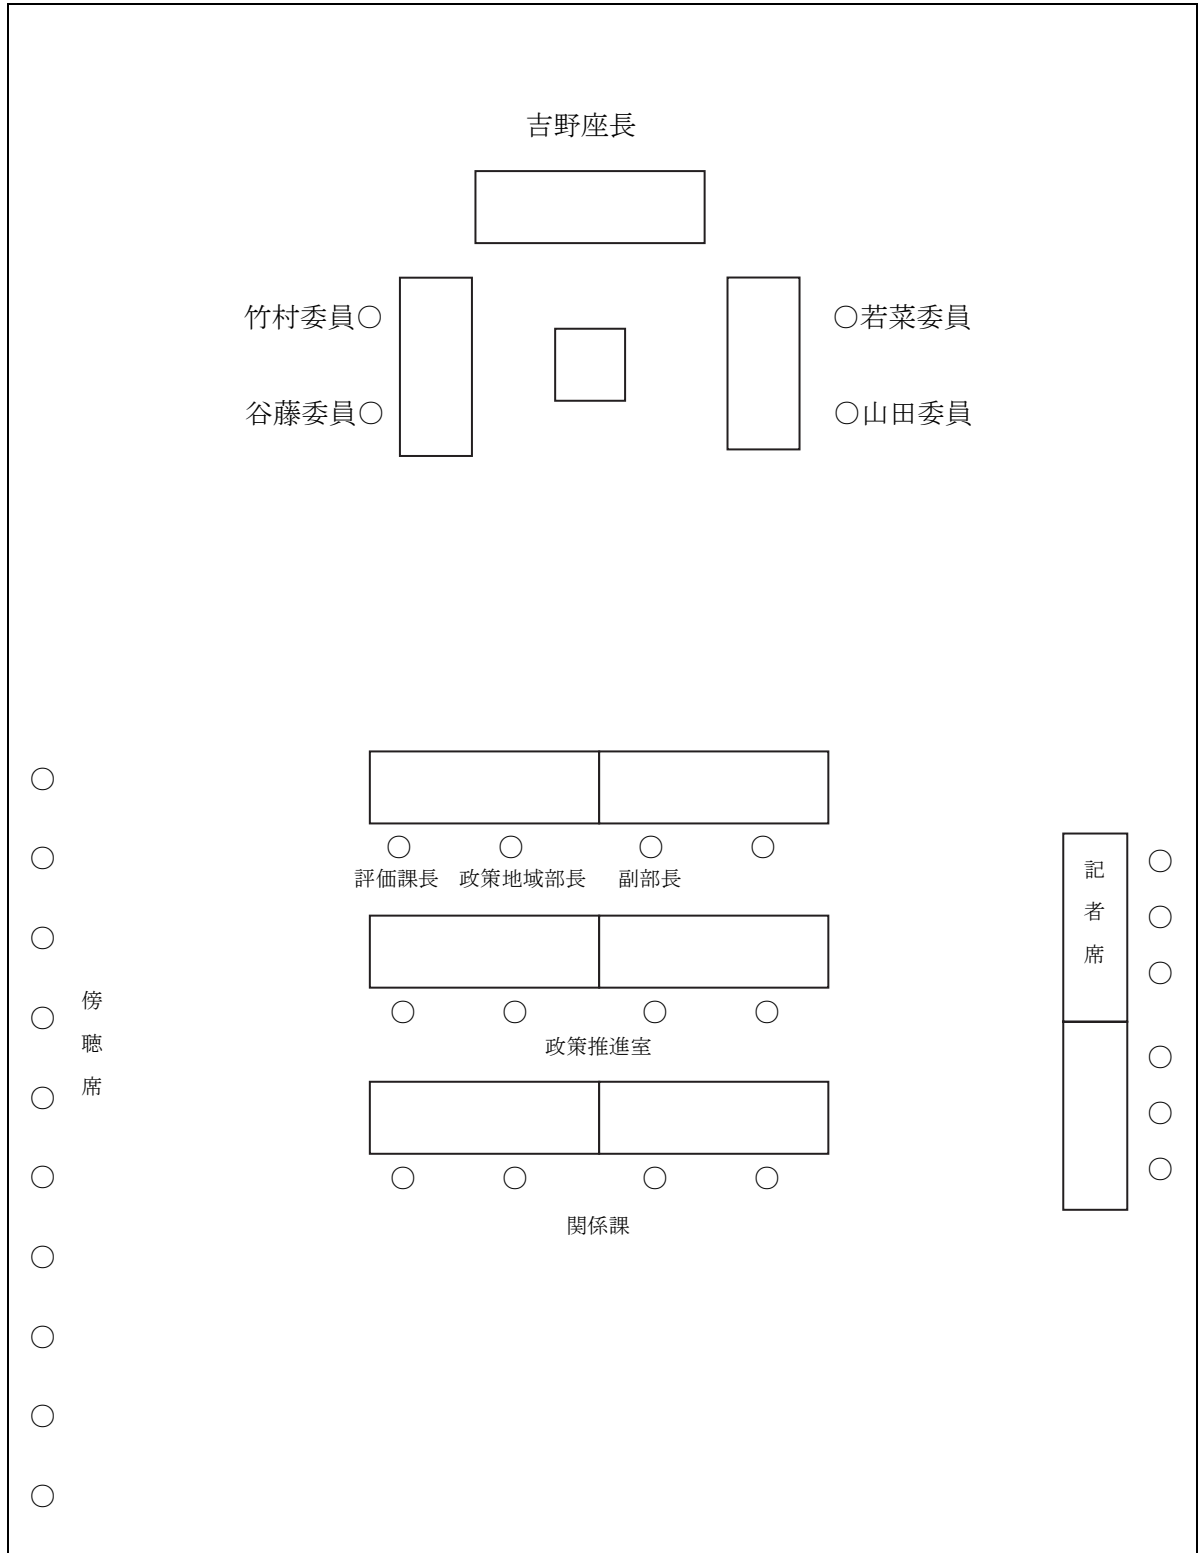 吉野座長
竹村委員○
○若菜委員
谷藤委員○
○山田委員
評価課長
政策地域部長
副部長
記者席
傍聴席
政策推進室
関係課